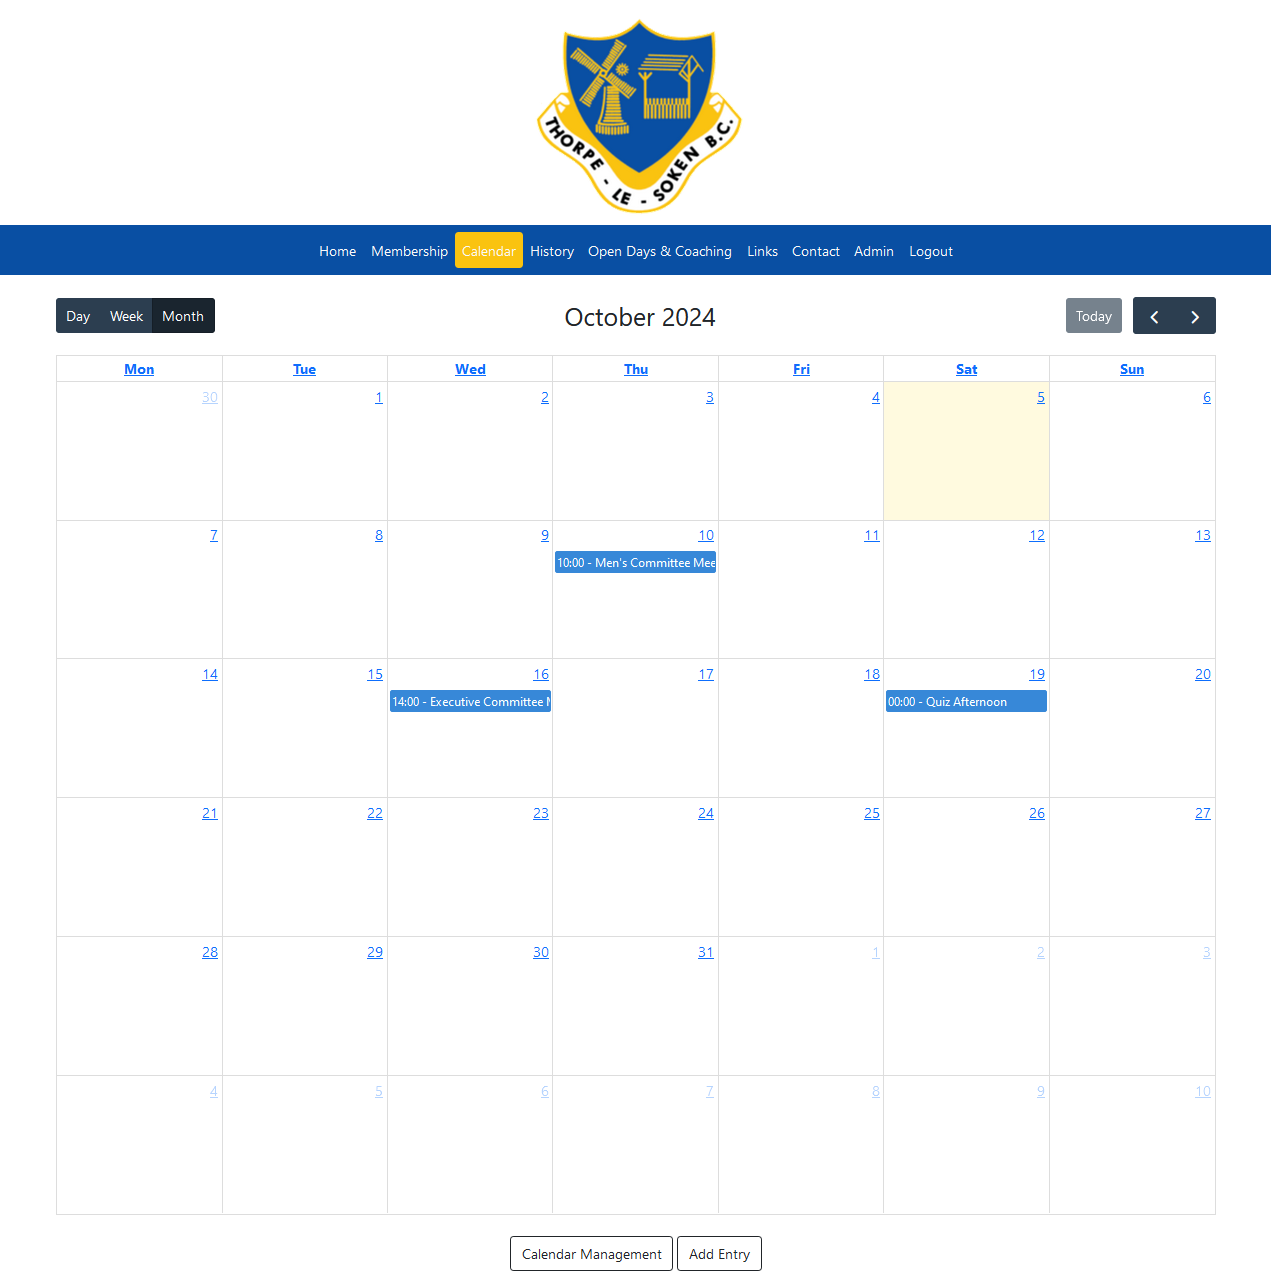 THORPE - LE - SOKEN B.C.
Home Membership Calendar History Open Days & Coaching Links Contact Admin Logout
Day Week Month October 2024 Today
Mon Tue Wed Thu Fri Sat Sun
30 1 2 3 4 5 6
7 8 9 10 11 12 13
10:00 - Men's Committee Mee
14 15 16 17 18 19 20
14:00 - Executive Committee 00:00 - Quiz Afternoon
21 22 23 24 25 26 27
28 29 30 31 1 2 3
4 5 6 7 8 9 10
Calendar Management Add Entry